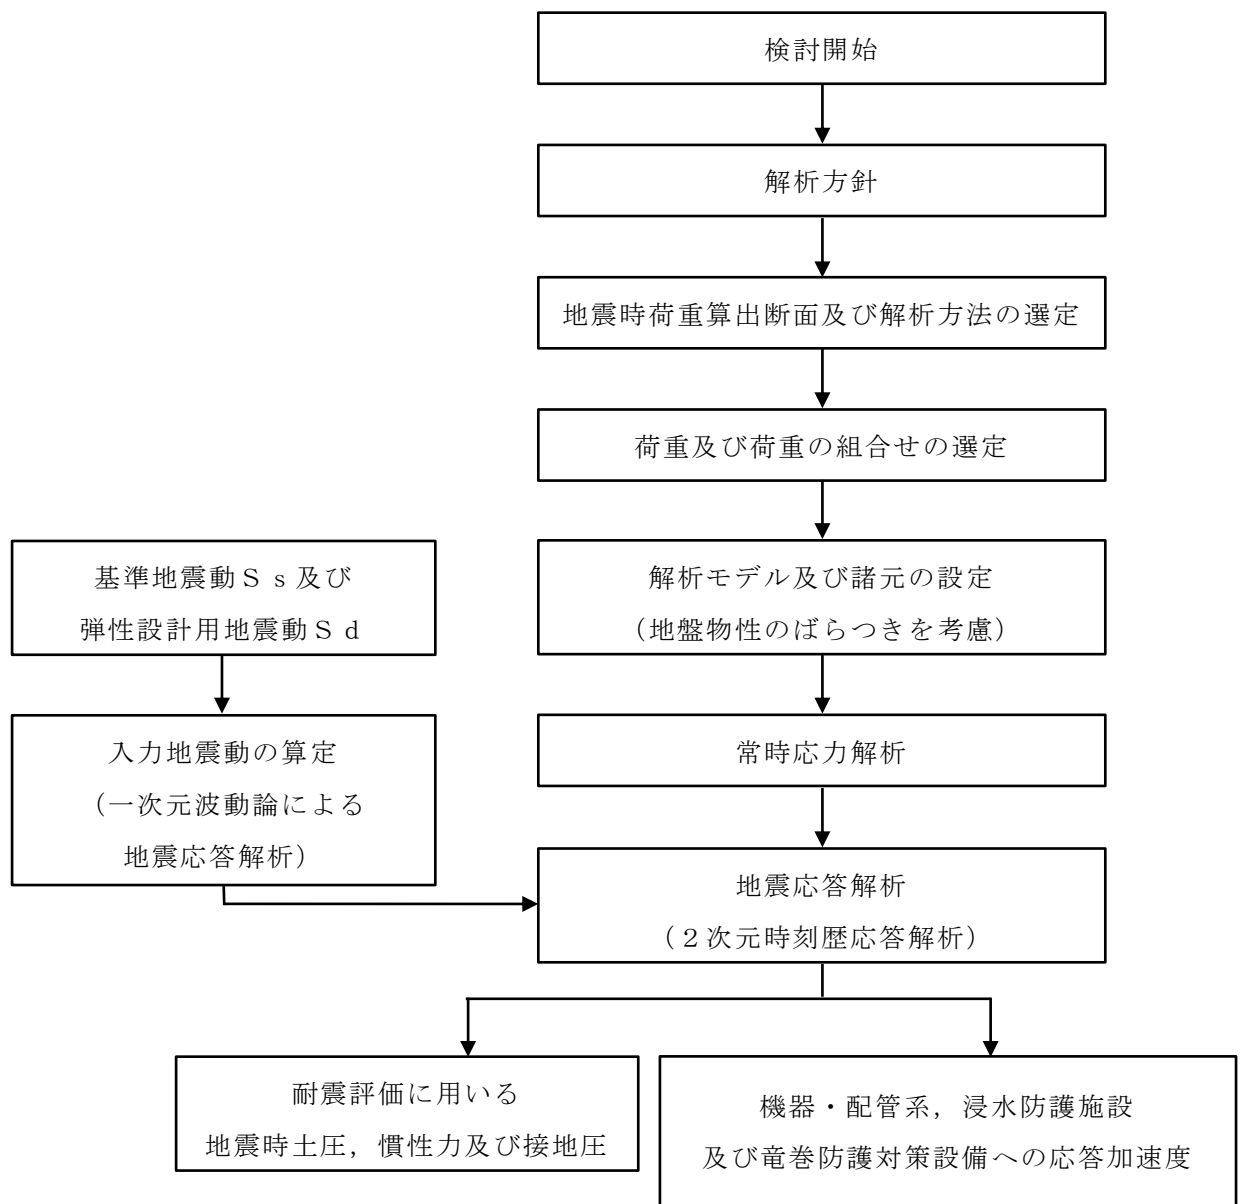 検討開始
解析方針
地震時荷重算出断面及び解析方法の選定
荷重及び荷重の組合せの選定
解析モデル及び諸元の設定
（地盤物性のばらつきを考慮）
常時応力解析
基準地震動Ｓｓ及び
弾性設計用地震動Ｓｄ
入力地震動の算定
（一次元波動論による
地震応答解析）
地震応答解析
（２次元時刻歴応答解析）
耐震評価に用いる
地震時土圧，慣性力及び接地圧
機器・配管系，浸水防護施設
及び竜巻防護対策設備への応答加速度